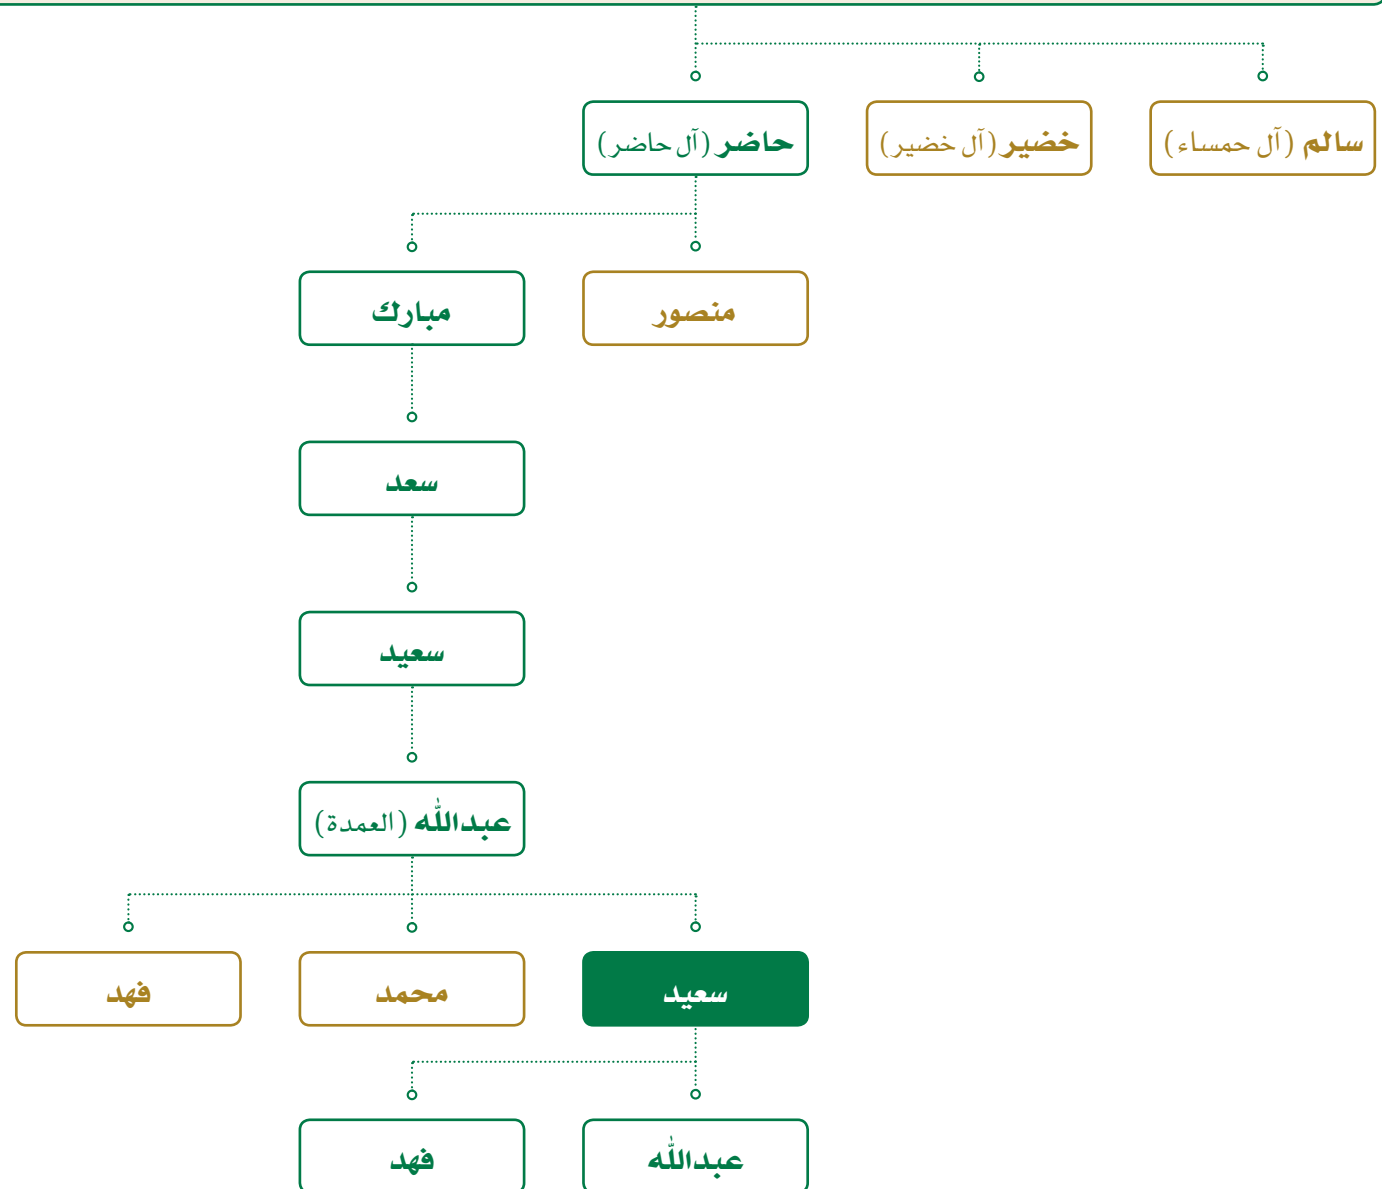 سالم (آل حمساء)
خضير (آل خضير)
حاضر (آل حاضر)
منصور
مبارك
سعد
سعيد
عبدالله (العمدة)
سعيد
محمد
فهد
عبدالله
فهد